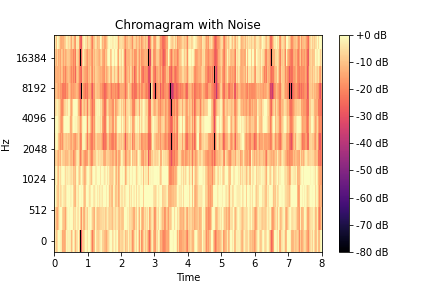 Chromagram with Noise
Hz
16384
8192
4096
2048
1024
512
0
0 1 2 3 4 5 6 7 8
Time
+0 dB
-10 dB
-20 dB
-30 dB
-40 dB
-50 dB
-60 dB
-70 dB
-80 dB